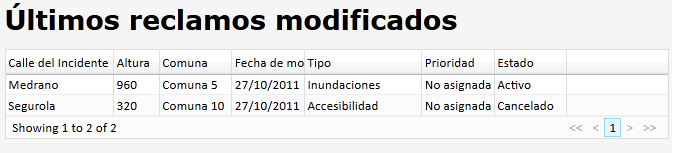 Últimos reclamos modificados
Calle del Incidente Altura Comuna Fecha de mo Tipo Prioridad Estado
Medrano 960 Comuna 5 27/10/2011 Inundaciones No asignada Activo
Segurola 320 Comuna 10 27/10/2011 Accesibilidad No asignada Cancelado
Showing 1 to 2 of 2 << < 1 > >>